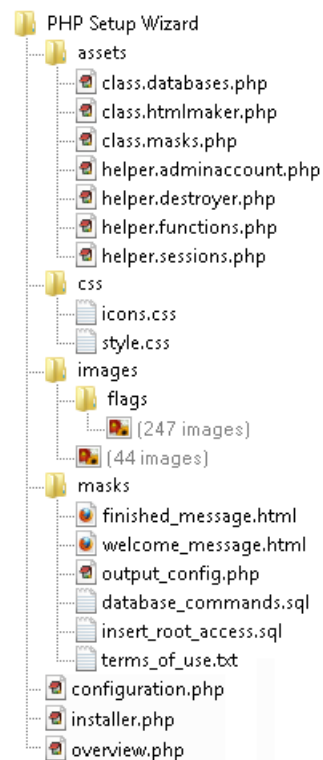 PHP Setup Wizard
assets
class.databases.php
class.htmlmaker.php
class.masks.php
helper.adminaccount.php
helper.destroyer.php
helper.functions.php
helper.sessions.php
css
icons.css
style.css
images
flags
(247 images)
(44 images)
masks
finished_message.html
welcome_message.html
output_config.php
database_commands.sql
insert_root_access.sql
terms_of_use.txt
configuration.php
installer.php
overview.php